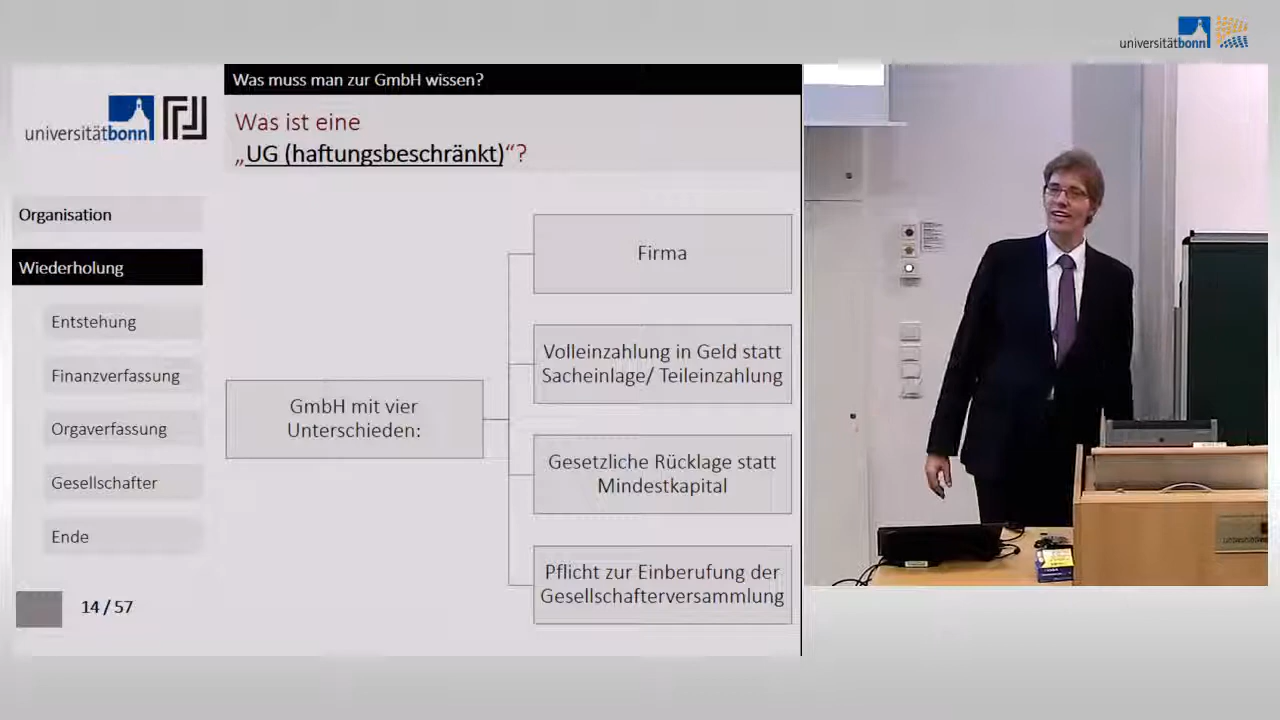 universitätbonn
Was muss man zur GmbH wissen?
universitätbonn
Was ist eine
„UG (haftungsbeschränkt)“?
Organisation
Wiederholung
Entstehung
Finanzverfassung
Orgaverfassung
Gesellschafter
Ende
14 / 57
GmbH mit vier
Unterschieden:
Firma
Volleinzahlung in Geld statt
Sacheinlage/ Teileinzahlung
Gesetzliche Rücklage statt
Mindestkapital
Pflicht zur Einberufung der
Gesellschafterversammlung